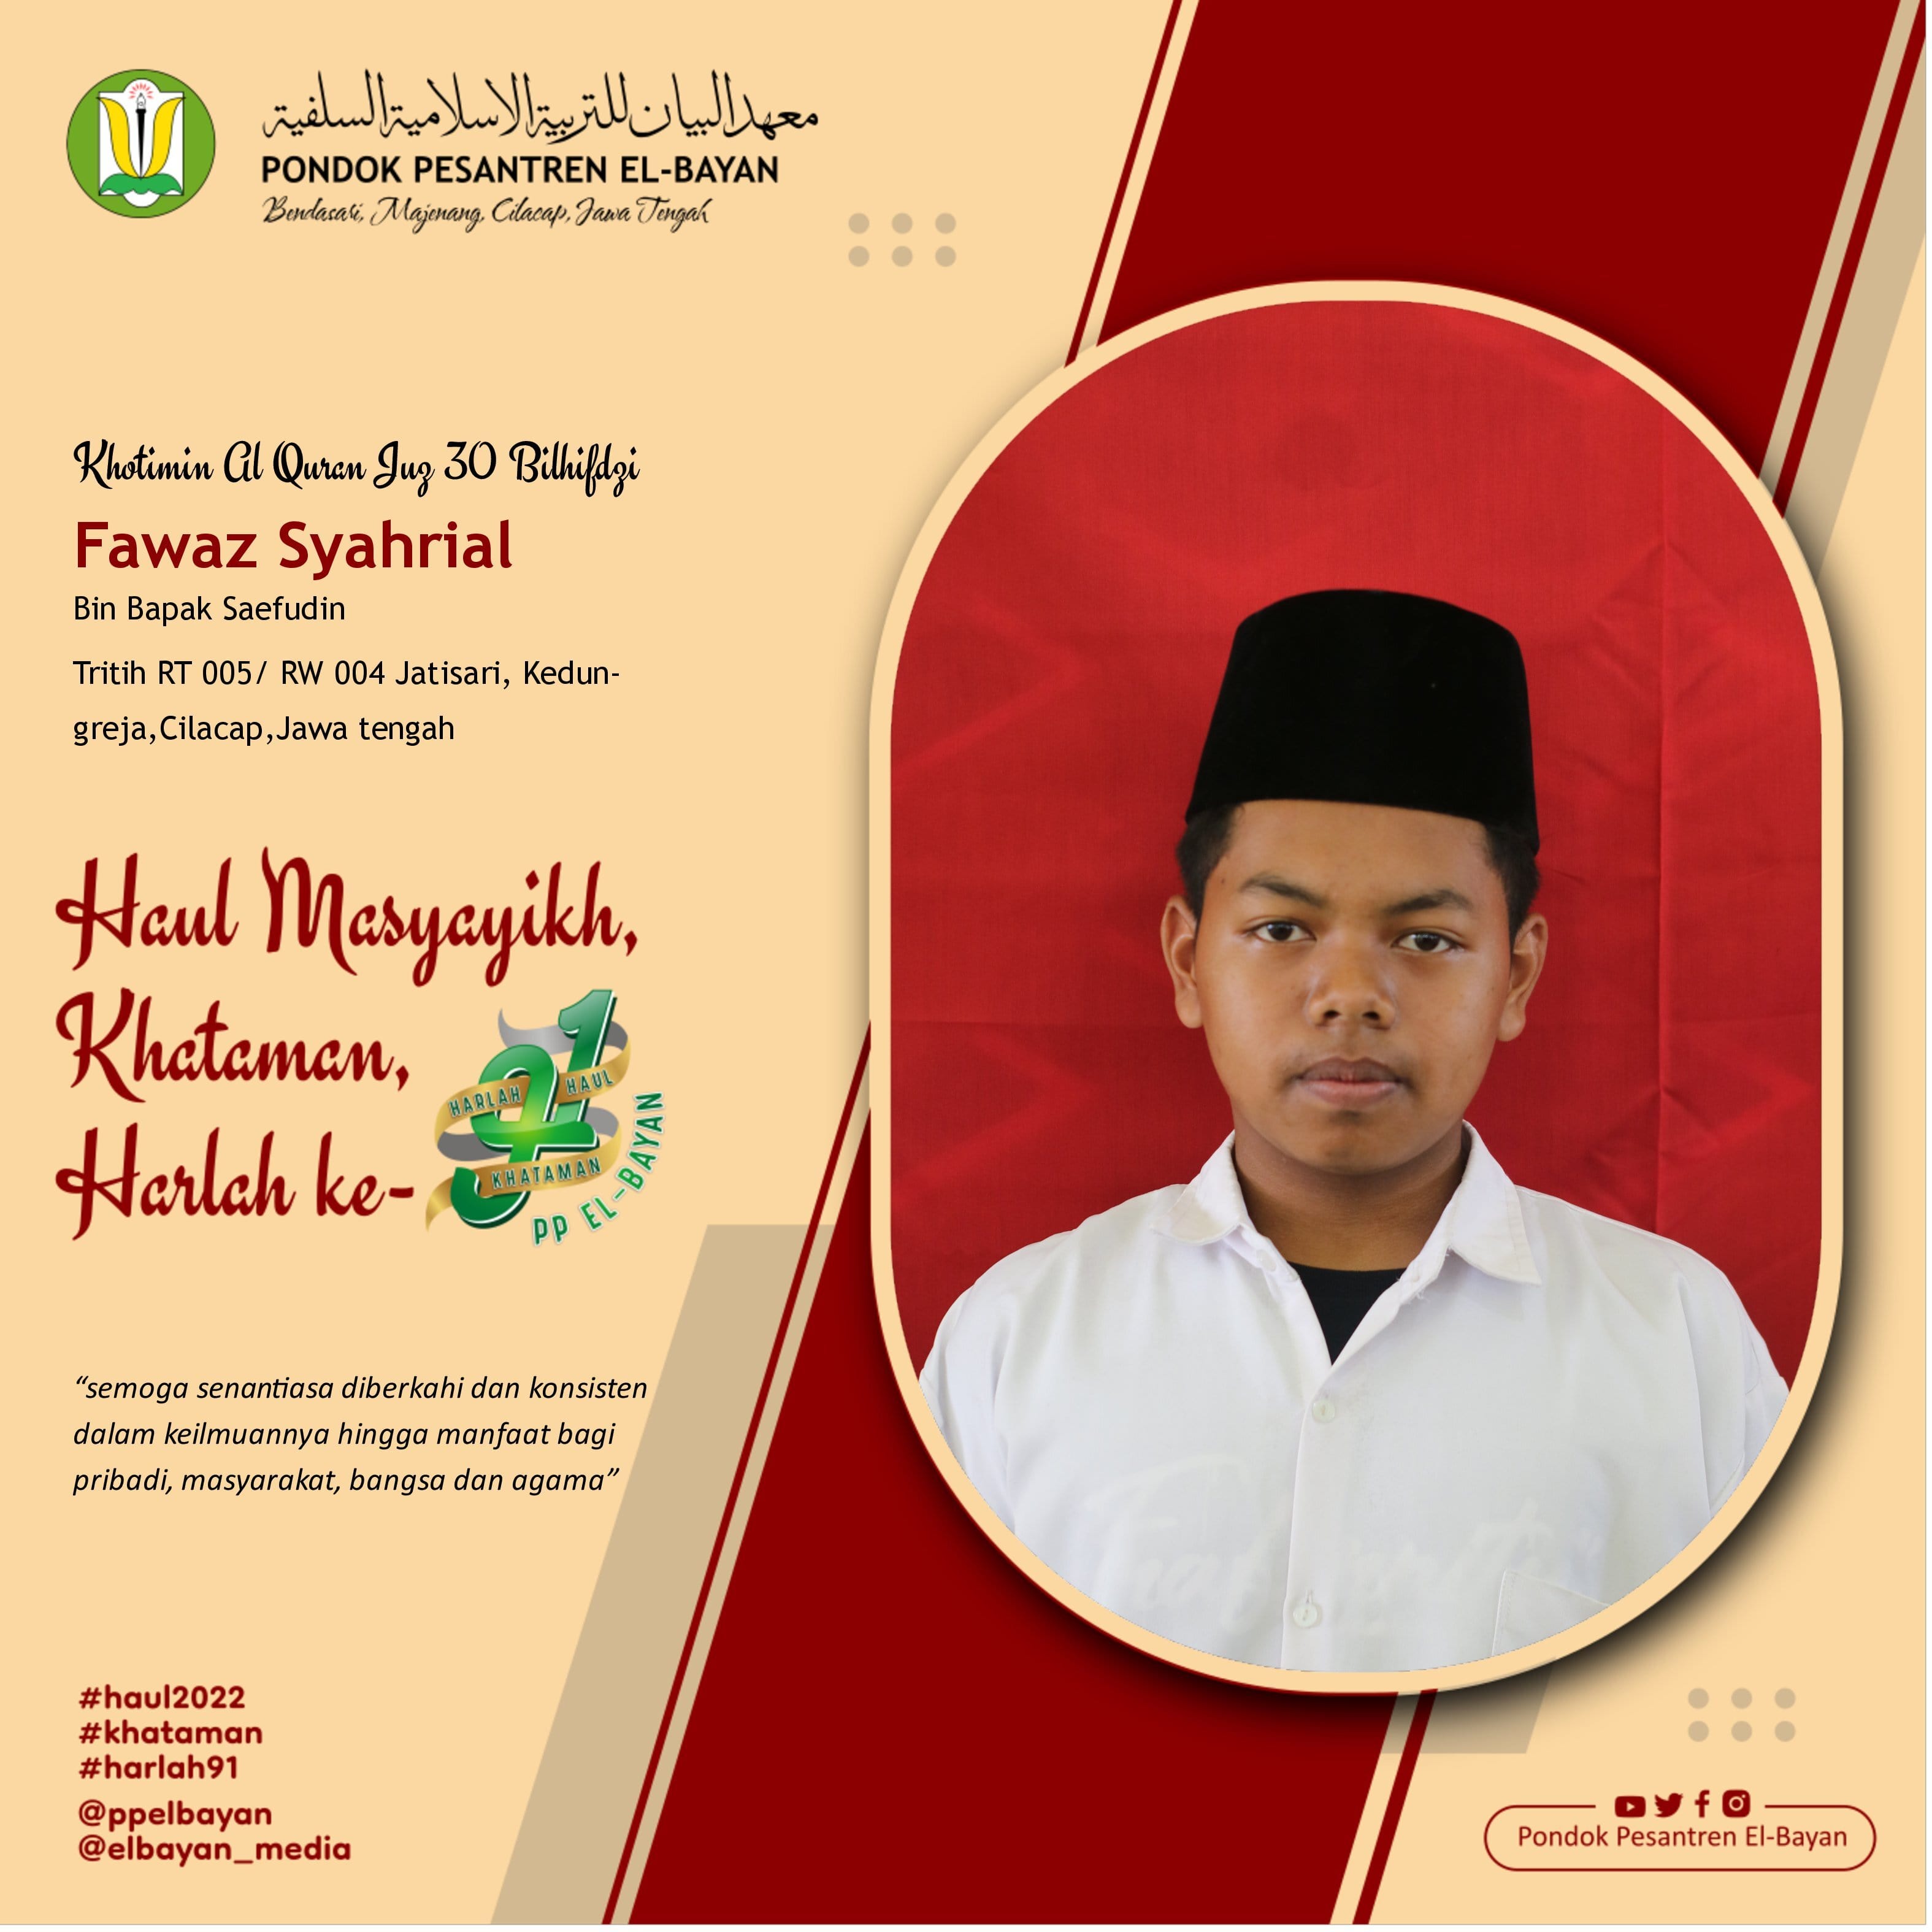 معهد البيان للتربية الاسلامية السلفية
PONDOK PESANTREN EL-BAYAN
Bendasari, Majenang, Cilacap, Jawa Tengah
Khotimin Al Quran Juz 30 Bilhifdzi
Fawaz Syahrial
Bin Bapak Saefudin
Tritih RT 005/ RW 004 Jatisari, Kedun-
greja,Cilacap,Jawa tengah
Haul Masyayikh,
Khataman,
Harlah ke-
91
HARLAH HAUL
KHATAMAN
PP EL-BAYAN
“semoga senantiasa diberkahi dan konsisten
dalam keilmuannya hingga manfaat bagi
pribadi, masyarakat, bangsa dan agama”
#haul2022
#khataman
#harlah91
@ppelbayan
@elbayan_media
Pondok Pesantren El-Bayan